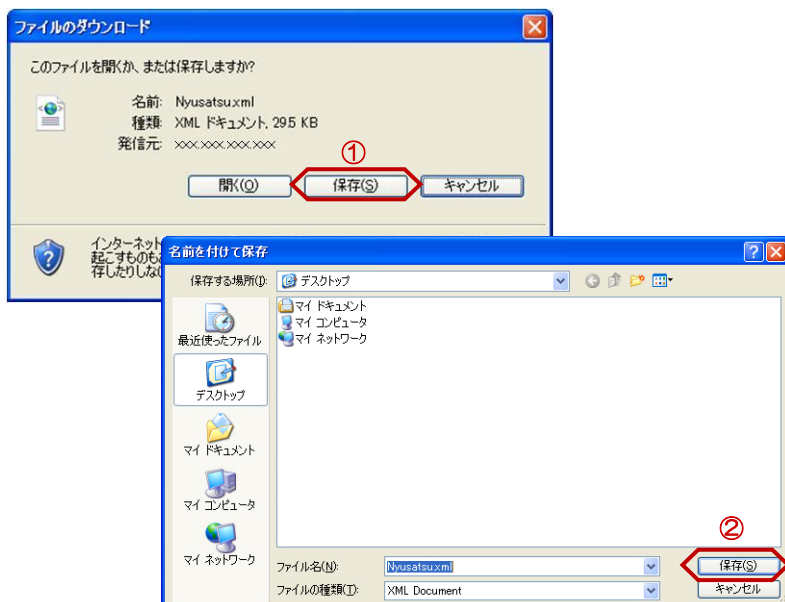 ファイルのダウンロード
このファイルを開くか、または保存しますか?
名前: Nyusatsu.xml
種類: XML ドキュメント, 29.5 KB
発信元: xxx.xxx.xxx.xxx
①
開く(O) 保存(S) キャンセル
インターネット
起こすものも
存したりしな
名前を付けて保存
保存する場所(I): デスクトップ
最近使ったファイル
デスクトップ
マイ ドキュメント
マイ コンピュータ
マイ ネットワーク
マイ ドキュメント
マイ コンピュータ
マイ ネットワーク
②
ファイル名(N): Nyusatsu.xml 保存(S)
ファイルの種類(T): XML Document キャンセル